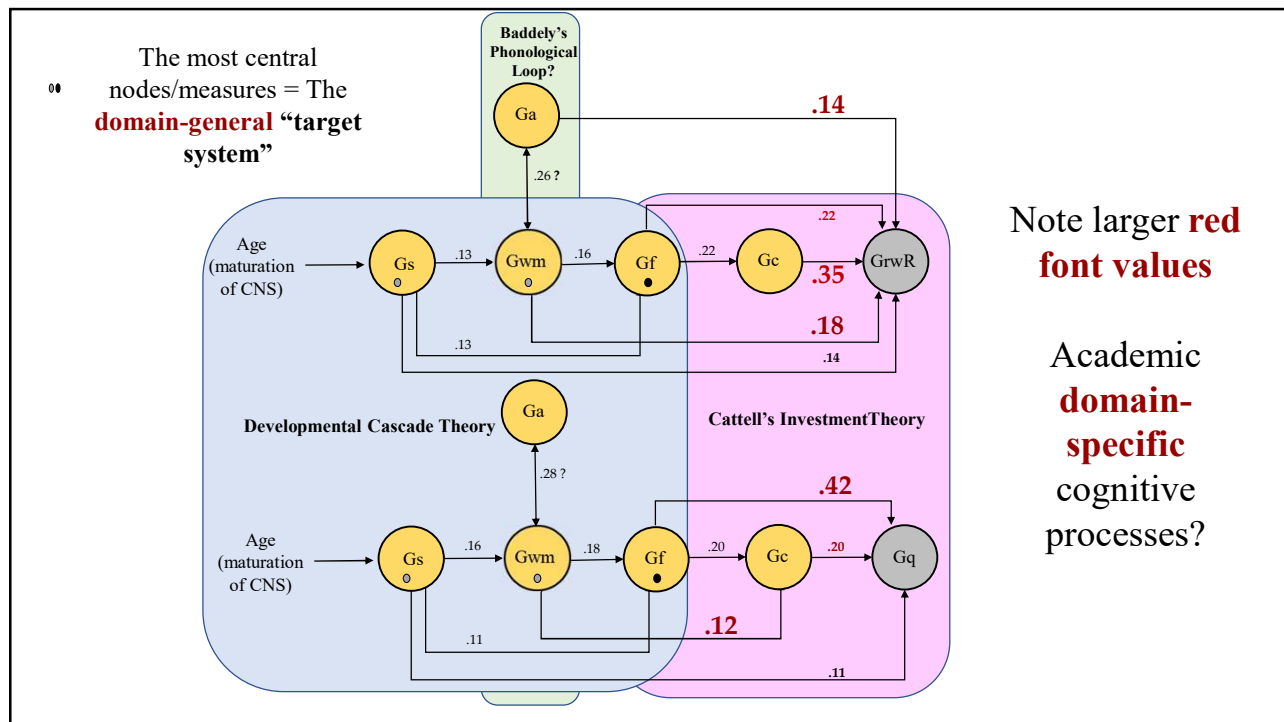 The most central
nodes/measures = The
domain-general “target
system”
Baddely’s
Phonological
Loop?
Ga
.14
.26 ?
.22
Age
(maturation
of CNS)
Gs
.13
Gwm
.16
Gf
.22
Gc
.35
GrwR
.18
.13
.14
Ga
Developmental Cascade Theory
Cattell’s InvestmentTheory
.28 ?
.42
Age
(maturation
of CNS)
Gs
.16
Gwm
.18
Gf
.20
Gc
.20
Gq
.12
.11
.11
Note larger red
font values
Academic
domain-
specific
cognitive
processes?